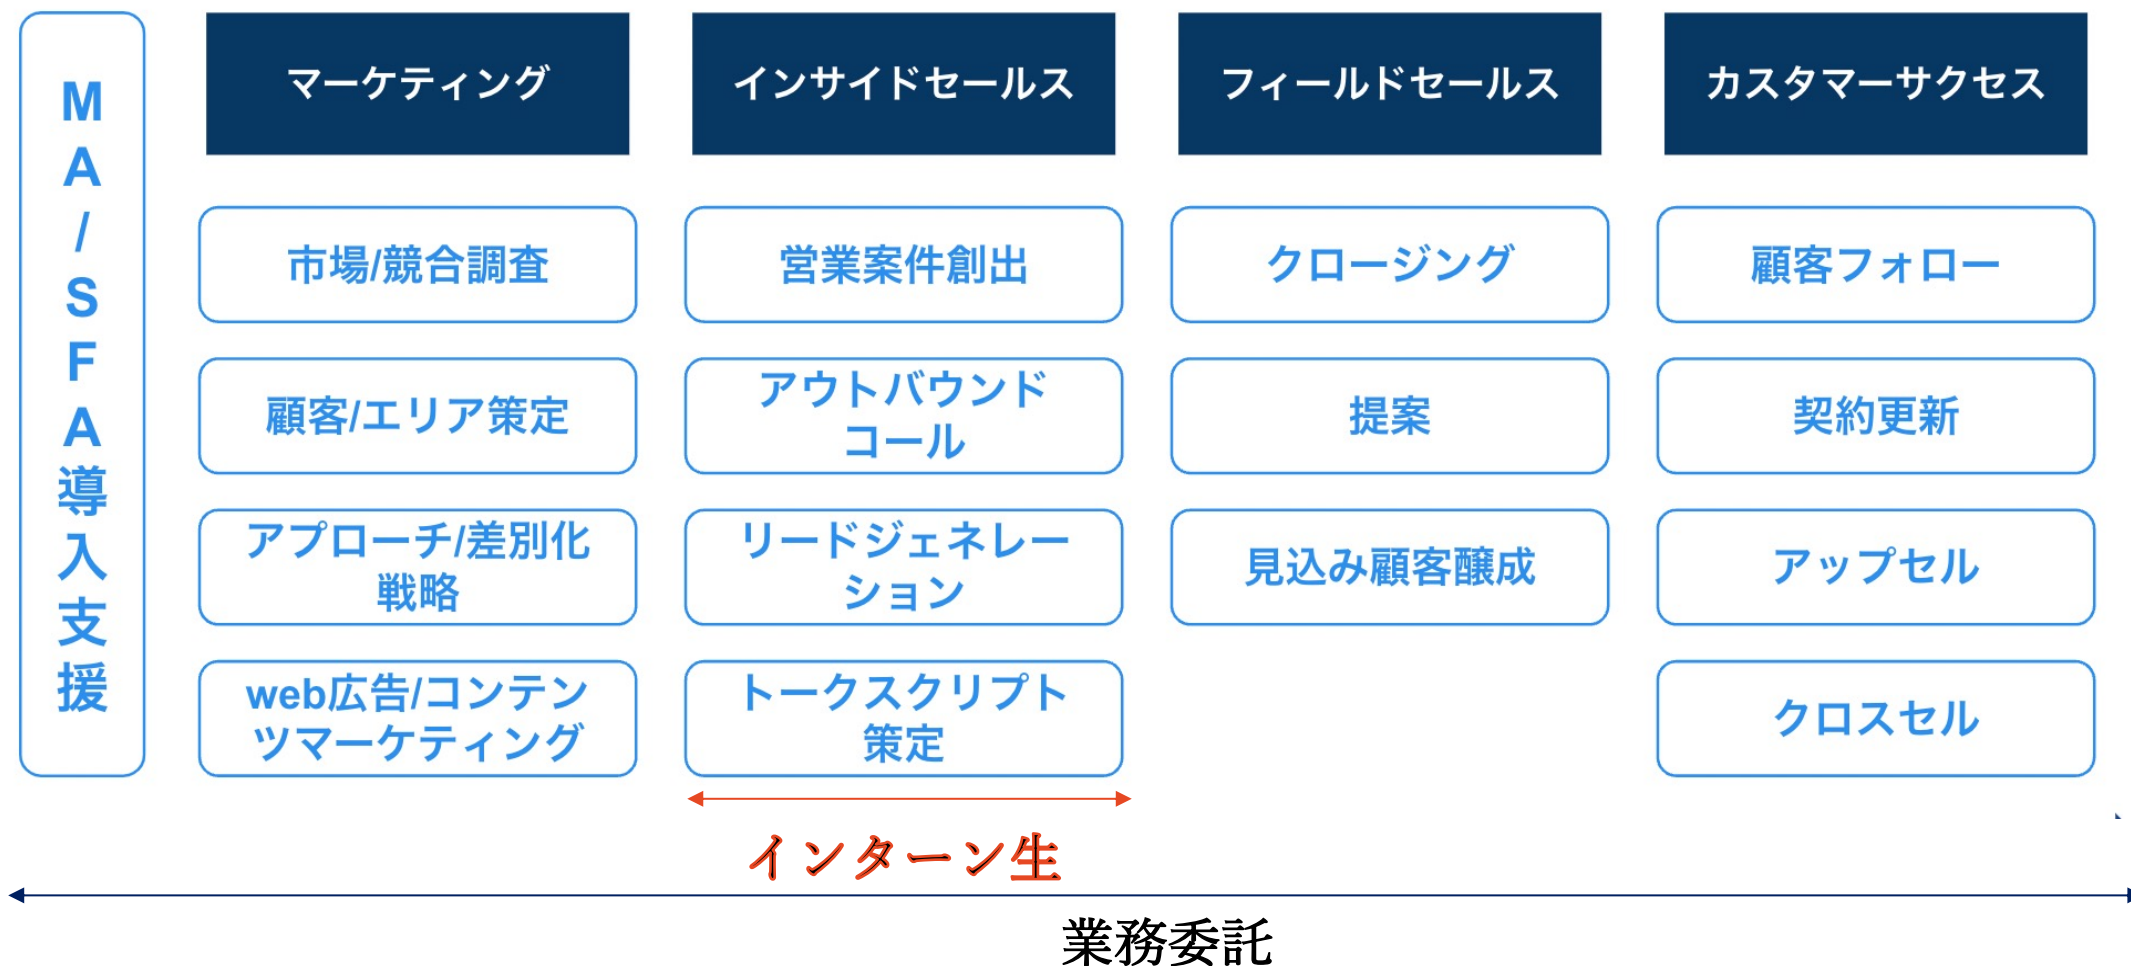 MA/SFA導入支援
マーケティング
市場/競合調査
顧客/エリア策定
アプローチ/差別化
戦略
web広告/コンテン
ツマーケティング
インサイドセールス
営業案件創出
アウトバウンド
コール
リードジェネレー
ション
トークスクリプト
策定
フィールドセールス
クロージング
提案
見込み顧客醸成
カスタマーサクセス
顧客フォロー
契約更新
アップセル
クロスセル
インターン生
業務委託